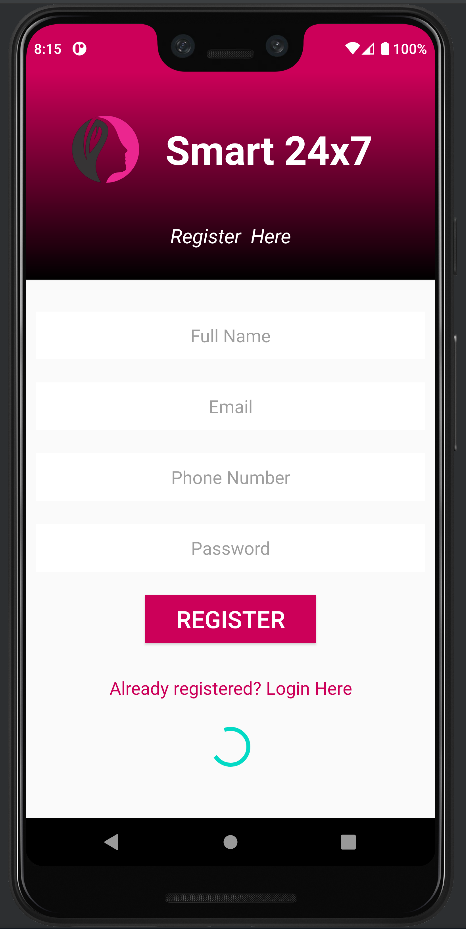 8:15 100%
Smart 24x7
Register Here
Full Name
Email
Phone Number
Password
REGISTER
Already registered? Login Here